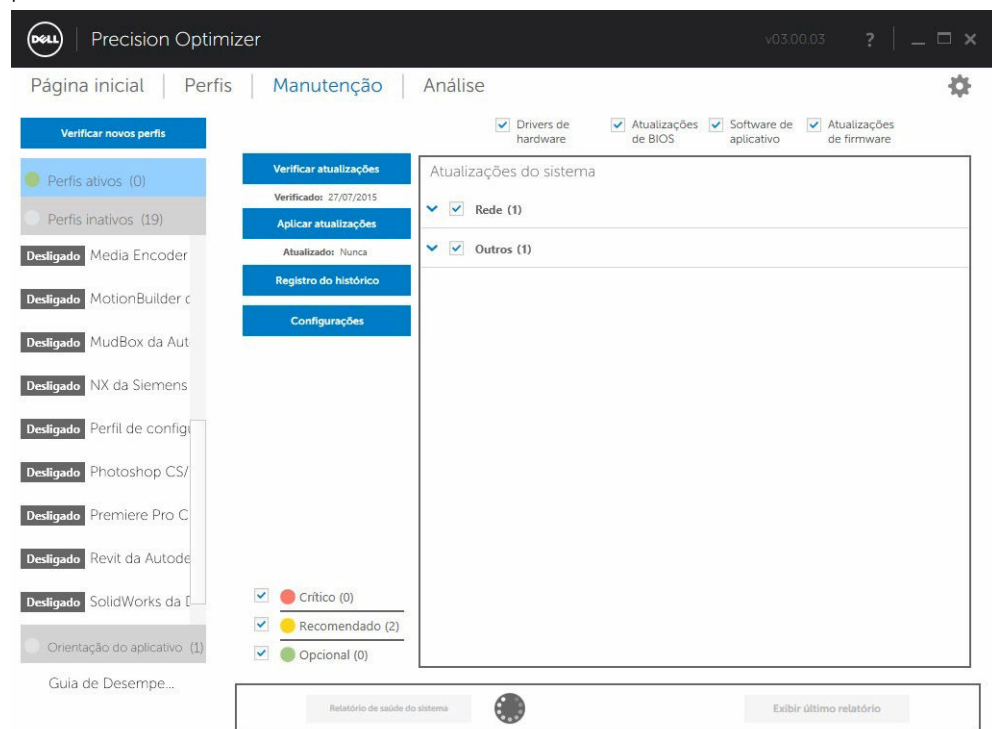 DELL
Precision Optimizer
v03.00.03
?
Página inicial
Perfis
Manutenção
Análise
Verificar novos perfis
Drivers de
hardware
Atualizações
de BIOS
Software de
aplicativo
Atualizações
de firmware
Perfis ativos (0)
Perfis inativos (19)
Desligado Media Encoder
Desligado MotionBuilder
Desligado MudBox da Aut
Desligado NX da Siemens
Desligado Perfil de config
Desligado Photoshop CS/
Desligado Premiere Pro C
Desligado Revit da Autode
Desligado SolidWorks da
Orientação do aplicativo (1)
Guia de Desempe...
Verificar atualizações
Verificado: 27/07/2015
Aplicar atualizações
Atualizado: Nunca
Registro do histórico
Configurações
Atualizações do sistema
Rede (1)
Outros (1)
Crítico (0)
Recomendado (2)
Opcional (0)
Relatório de saúde do sistema
Exibir último relatório